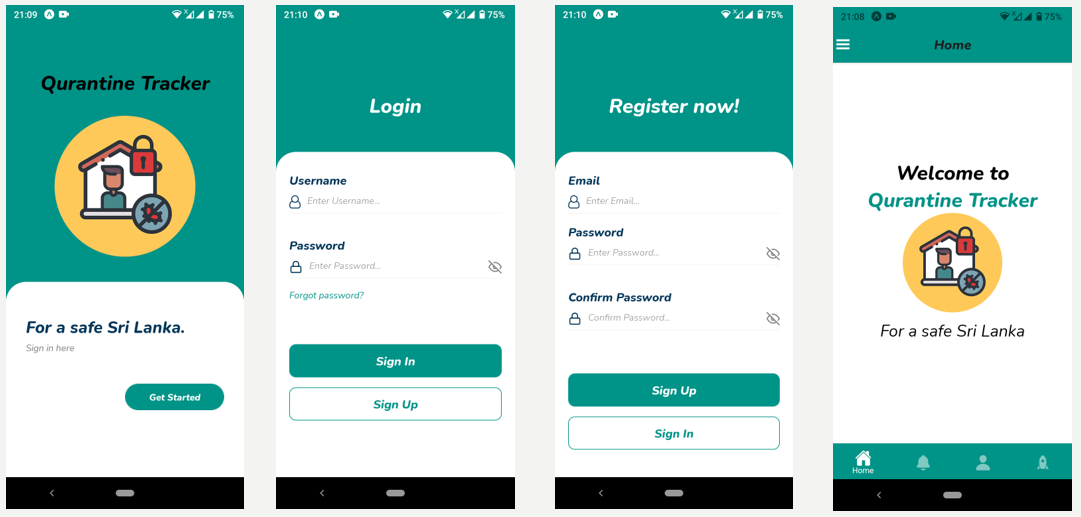 21:09
75%
Qurantine Tracker
For a safe Sri Lanka.
Sign in here
Get Started
21:10
75%
Login
Username
Enter Username...
Password
Enter Password...
Forgot password?
Sign In
Sign Up
21:10
75%
Register now!
Email
Enter Email...
Password
Enter Password...
Confirm Password
Confirm Password...
Sign Up
Sign In
21:08
75%
Home
Welcome to
Qurantine Tracker
For a safe Sri Lanka
Home